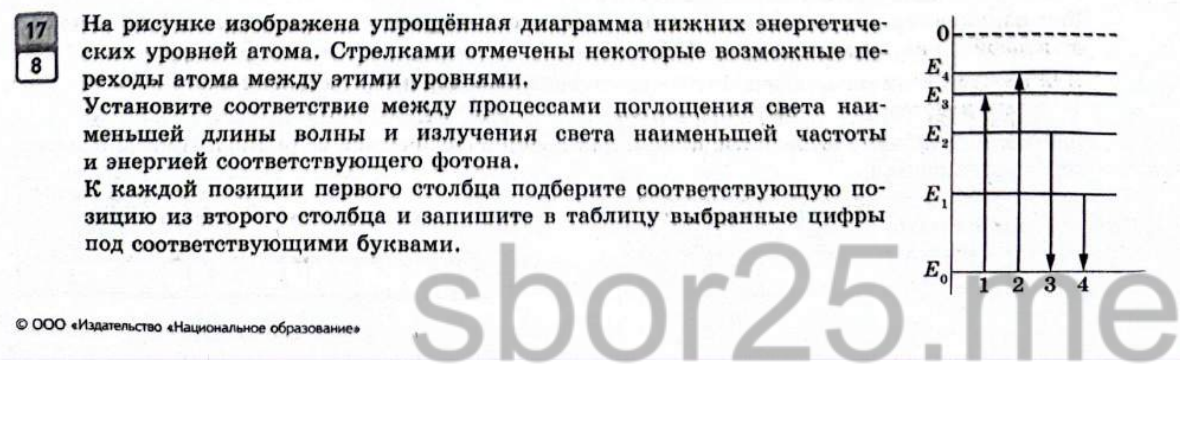 17
8
На рисунке изображена упрощённая диаграмма нижних энергетиче-
ских уровней атома. Стрелками отмечены некоторые возможные пе-
реходы атома между этими уровнями.
Установите соответствие между процессами поглощения света наи-
меньшей длины волны и излучения света наименьшей частоты
и энергией соответствующего фотона.
К каждой позиции первого столбца подберите соответствующую по-
зицию из второго столбца и запишите в таблицу выбранные цифры
под соответствующими буквами.
0
E₄
E₃
E₂
E₁
E₀
1 2 3 4
© ООО «Издательство «Национальное образование»
sbor25.me